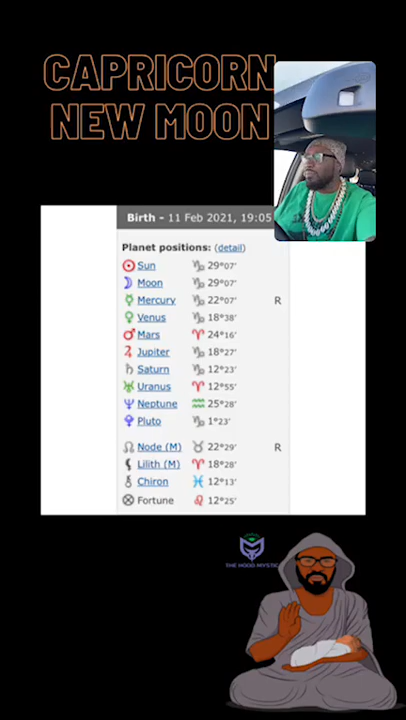 CAPRICORN
NEW MOON
Birth - 11 Feb 2021, 19:05
Planet positions: (detail)
Sun ♑ 29°07'
Moon ♑ 29°07'
Mercury ♑ 22°07' R
Venus ♑ 18°38'
Mars ♈ 24°16'
Jupiter ♑ 18°27'
Saturn ♑ 12°23'
Uranus ♈ 12°55'
Neptune ♒ 25°28'
Pluto ♑ 1°23'
Node (M) ♉ 22°29' R
Lilith (M) ♈ 18°28'
Chiron ♓ 12°13'
Fortune ♌ 12°25'
THE HOOD MYSTIC